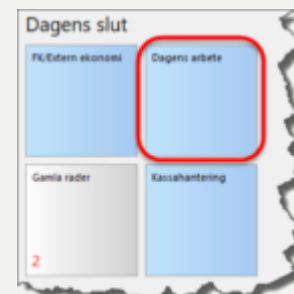 Dagens slut
FK/Extern ekonomi
Dagens arbete
Gamla rader
2
Kassahantering